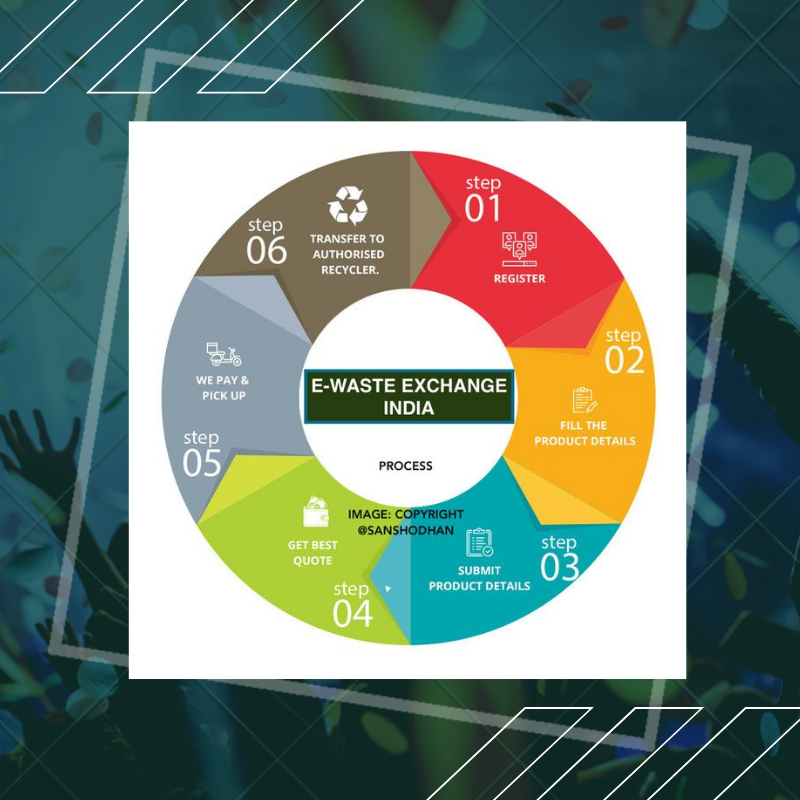 step
01
REGISTER
step
02
FILL THE
PRODUCT DETAILS
step
03
SUBMIT
PRODUCT DETAILS
step
04
GET BEST
QUOTE
step
05
WE PAY &
PICK UP
step
06
TRANSFER TO
AUTHORISED
RECYCLER.
E-WASTE EXCHANGE
INDIA
PROCESS
IMAGE: COPYRIGHT
@SANSHODHAN